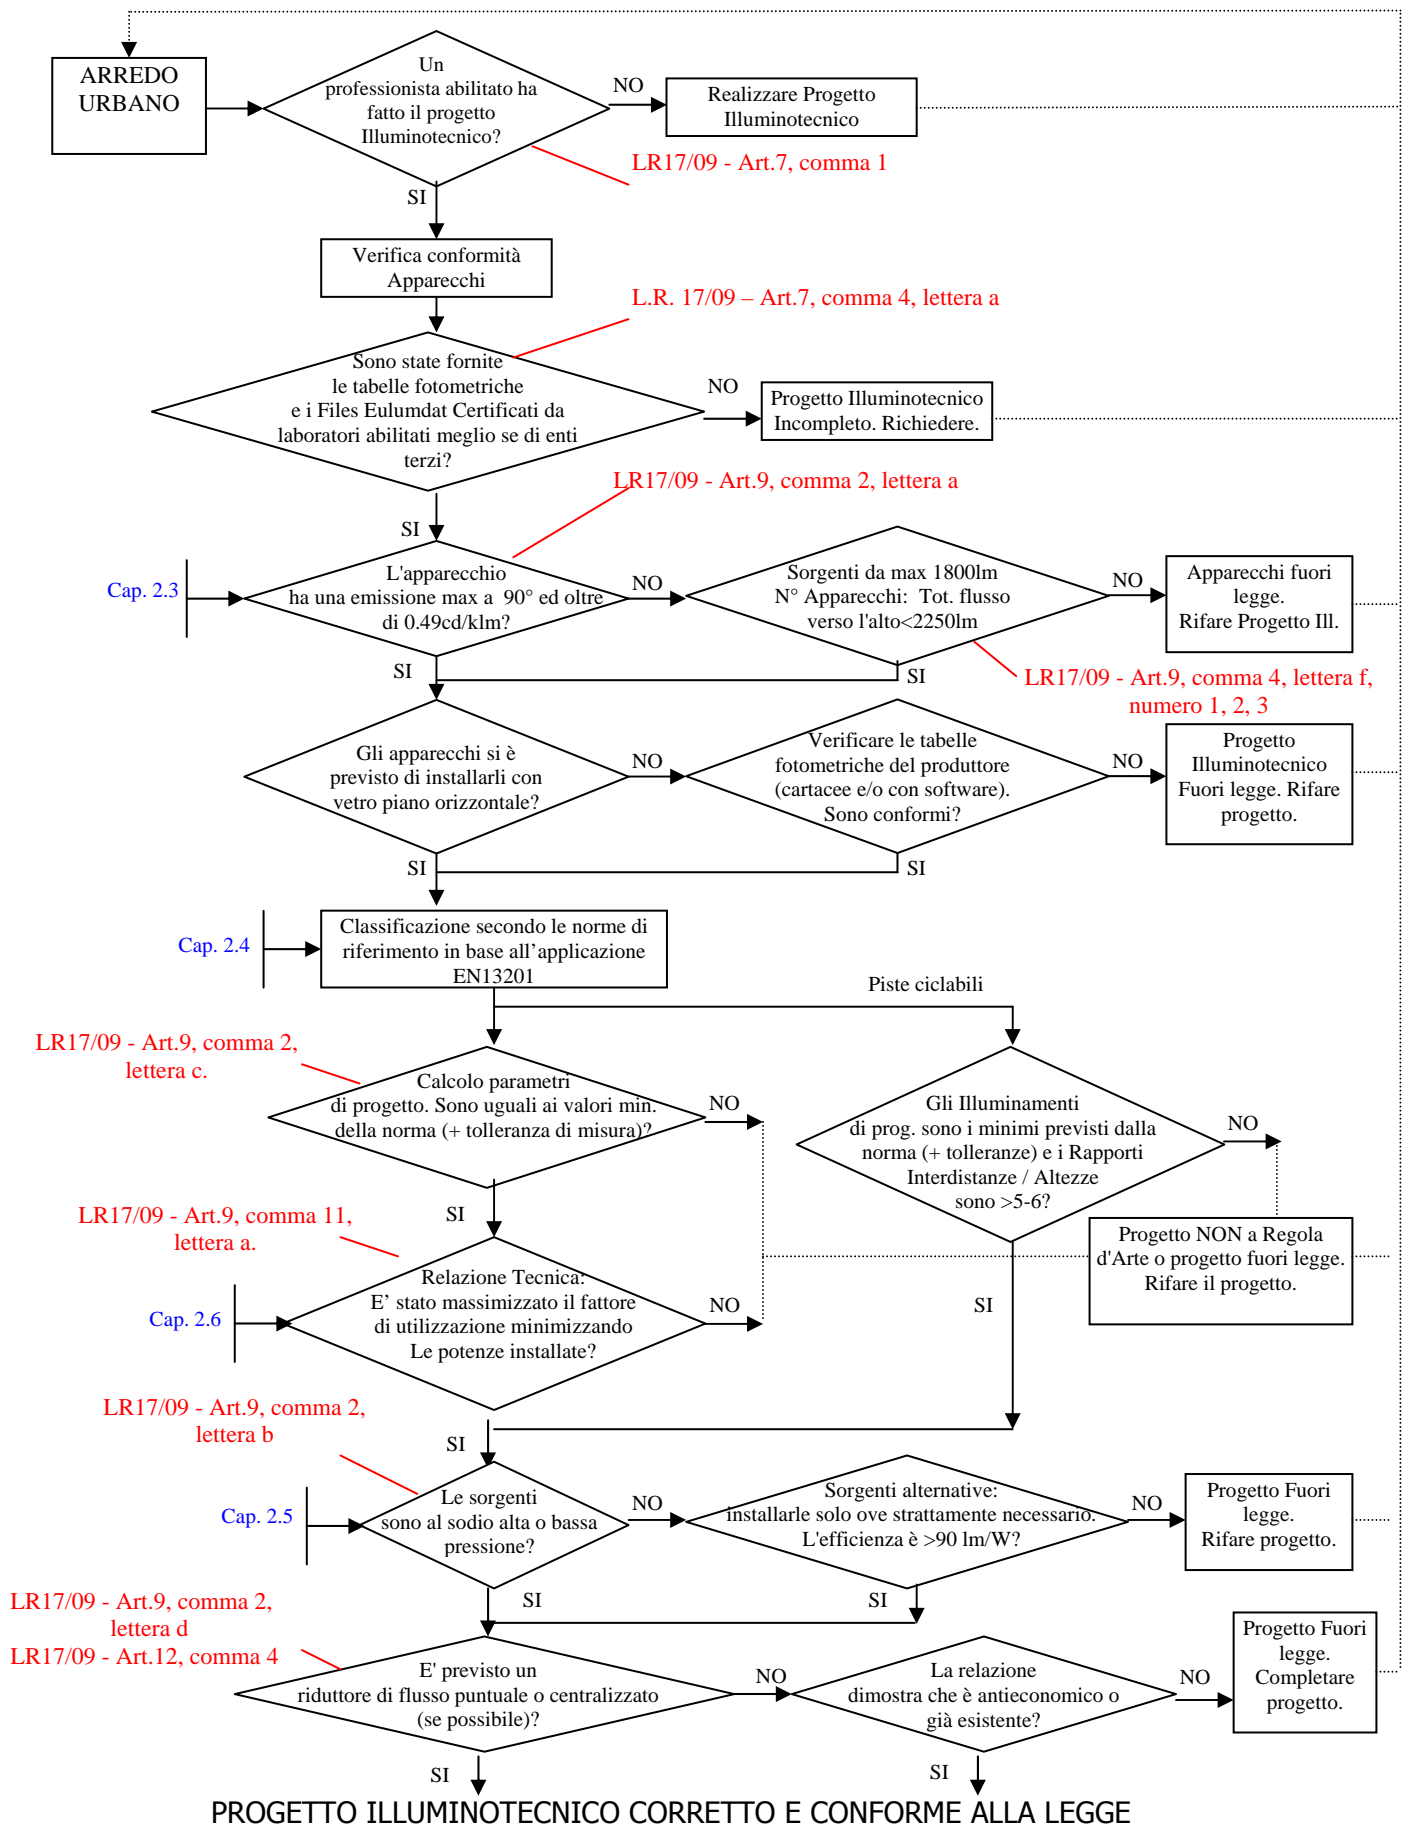 ARREDO
URBANO
Un
professionista abilitato ha
fatto il progetto
Illuminotecnico?
NO
Realizzare Progetto
Illuminotecnico
LR17/09 - Art.7, comma 1
SI
Verifica conformità
Apparecchi
L.R. 17/09 – Art.7, comma 4, lettera a
Sono state fornite
le tabelle fotometriche
e i Files Eulumdat Certificati da
laboratori abilitati meglio se di enti
terzi?
NO
Progetto Illuminotecnico
Incompleto. Richiedere.
LR17/09 - Art.9, comma 2, lettera a
SI
Cap. 2.3
L'apparecchio
ha una emissione max a 90° ed oltre
di 0.49cd/klm?
NO
Sorgenti da max 1800lm
N° Apparecchi: Tot. flusso
verso l'alto<2250lm
NO
Apparecchi fuori
legge.
Rifare Progetto Ill.
SI
SI
LR17/09 - Art.9, comma 4, lettera f,
numero 1, 2, 3
Gli apparecchi si è
previsto di installarli con
vetro piano orizzontale?
NO
Verificare le tabelle
fotometriche del produttore
(cartacee e/o con software).
Sono conformi?
NO
Progetto
Illuminotecnico
Fuori legge. Rifare
progetto.
SI
SI
Cap. 2.4
Classificazione secondo le norme di
riferimento in base all’applicazione
EN13201
Piste ciclabili
LR17/09 - Art.9, comma 2,
lettera c.
Calcolo parametri
di progetto. Sono uguali ai valori min.
della norma (+ tolleranza di misura)?
NO
Gli Illuminamenti
di prog. sono i minimi previsti dalla
norma (+ tolleranze) e i Rapporti
Interdistanze / Altezze
sono >5-6?
NO
SI
LR17/09 - Art.9, comma 11,
lettera a.
Progetto NON a Regola
d'Arte o progetto fuori legge.
Rifare il progetto.
Cap. 2.6
Relazione Tecnica:
E’ stato massimizzato il fattore
di utilizzazione minimizzando
Le potenze installate?
NO
SI
LR17/09 - Art.9, comma 2,
lettera b
SI
Cap. 2.5
Le sorgenti
sono al sodio alta o bassa
pressione?
NO
Sorgenti alternative:
installarle solo ove strattamente necessario.
L'efficienza è >90 lm/W?
NO
Progetto Fuori
legge.
Rifare progetto.
SI
SI
LR17/09 - Art.9, comma 2,
lettera d
LR17/09 - Art.12, comma 4
E' previsto un
riduttore di flusso puntuale o centralizzato
(se possibile)?
NO
La relazione
dimostra che è antieconomico o
già esistente?
NO
Progetto Fuori
legge.
Completare
progetto.
SI
SI
PROGETTO ILLUMINOTECNICO CORRETTO E CONFORME ALLA LEGGE